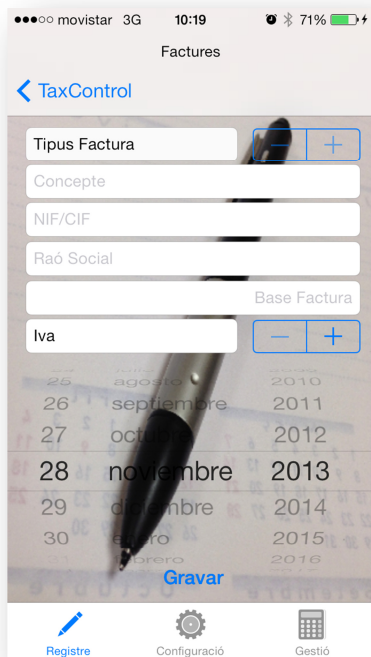 movistar 3G 10:19 71%
Factures
TaxControl
Tipus Factura
Concepte
NIF/CIF
Raó Social
Base Factura
Iva
25 agosto 2010
26 septiembre 2011
27 octubre 2012
28 noviembre 2013
29 diciembre 2014
30 enero 2015
31 febrero 2016
Gravar
Registre Configuració Gestió